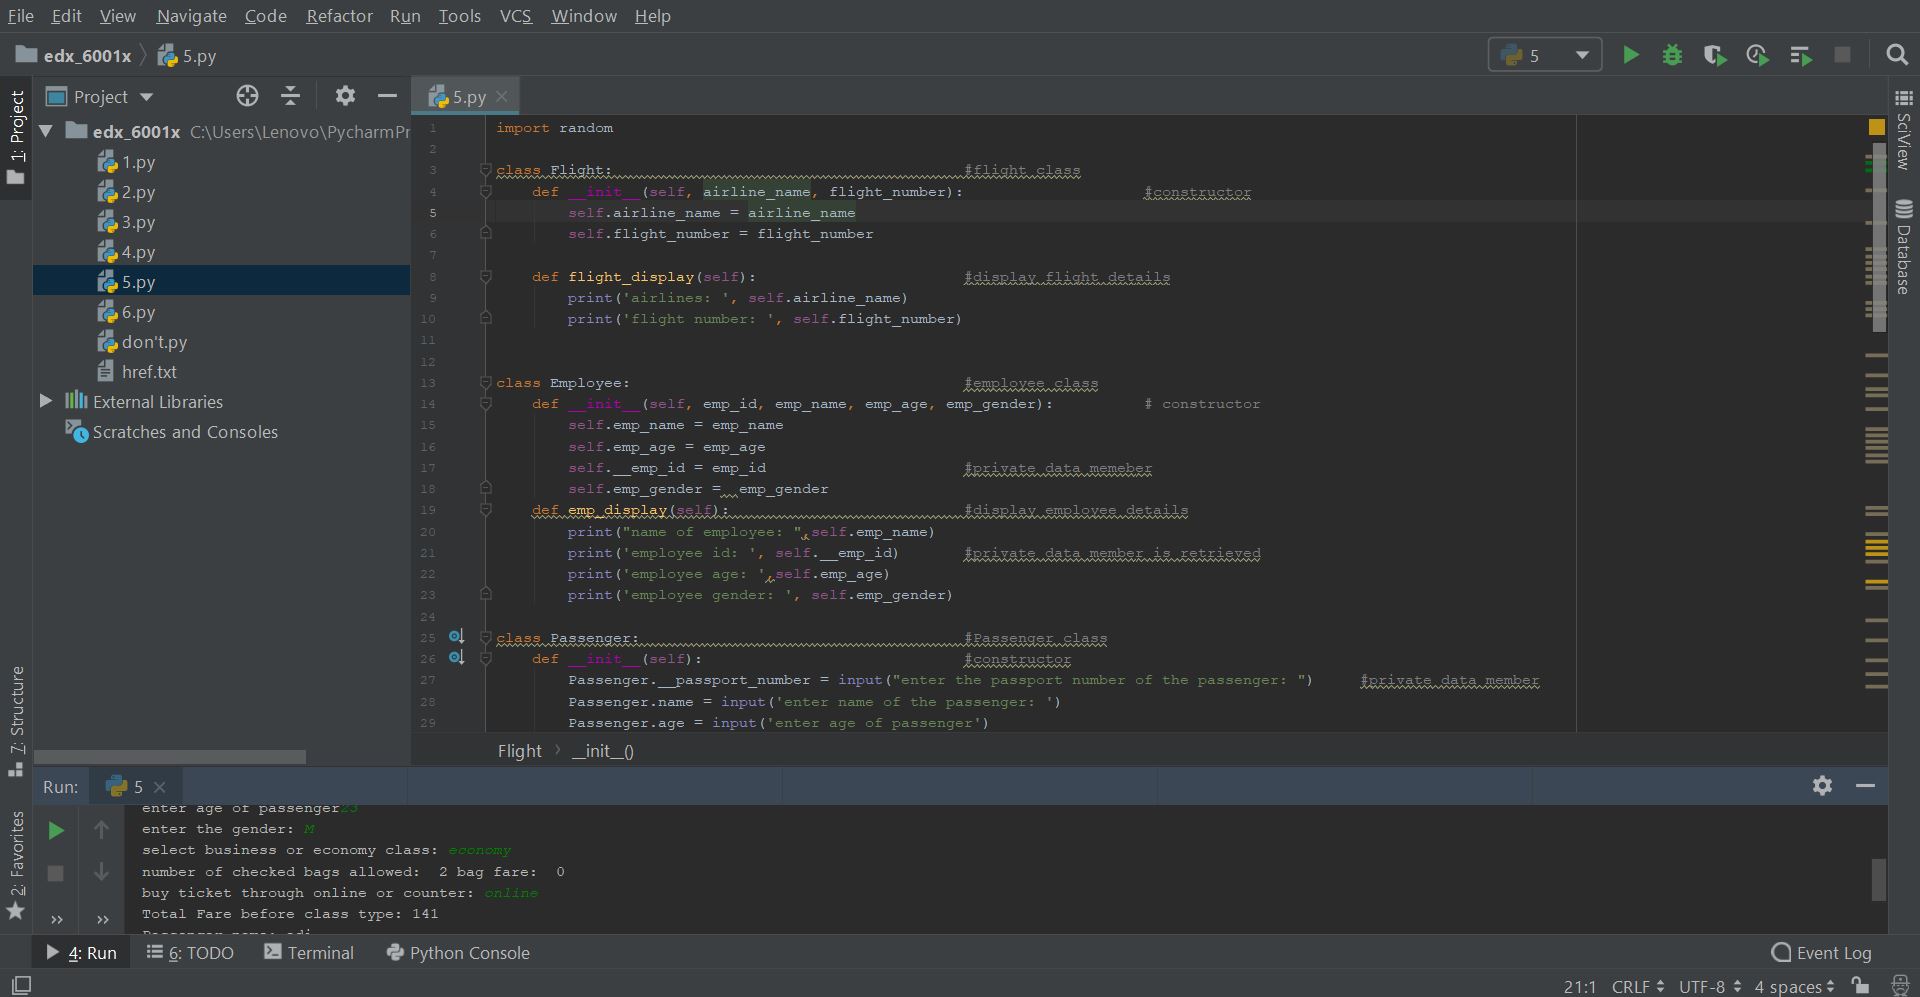 File Edit View Navigate Code Refactor Run Tools VCS Window Help
edx_6001x 5.py 5
1: Project
Project
5.py
edx_6001x C:\Users\Lenovo\PycharmPr
1.py
2.py
3.py
4.py
5.py
6.py
don't.py
href.txt
External Libraries
Scratches and Consoles
1 import random
2
3 class Flight: #flight class
4 def __init__(self, airline_name, flight_number): #constructor
5 self.airline_name = airline_name
6 self.flight_number = flight_number
7
8 def flight_display(self): #display flight details
9 print('airlines: ', self.airline_name)
10 print('flight number: ', self.flight_number)
11
12
13 class Employee: #employee class
14 def __init__(self, emp_id, emp_name, emp_age, emp_gender): # constructor
15 self.emp_name = emp_name
16 self.emp_age = emp_age
17 self.__emp_id = emp_id #private data memeber
18 self.emp_gender =  emp_gender
19 def emp_display(self): #display employee details
20 print("name of employee: ",self.emp_name)
21 print('employee id: ', self.__emp_id) #private data member is retrieved
22 print('employee age: ',self.emp_age)
23 print('employee gender: ', self.emp_gender)
24
25 class Passenger: #Passenger class
26 def __init__(self): #constructor
27 Passenger.__passport_number = input("enter the passport number of the passenger: ") #private data member
28 Passenger.name = input('enter name of the passenger: ')
29 Passenger.age = input('enter age of passenger')
Flight __init__()
SciView
Database
7: Structure
2: Favorites
Run: 5
enter age of passenger23
enter the gender: M
select business or economy class: economy
number of checked bags allowed:  2 bag fare:  0
buy ticket through online or counter: online
Total Fare before class type: 141
4: Run 6: TODO Terminal Python Console Event Log
21:1 CRLF UTF-8 4 spaces